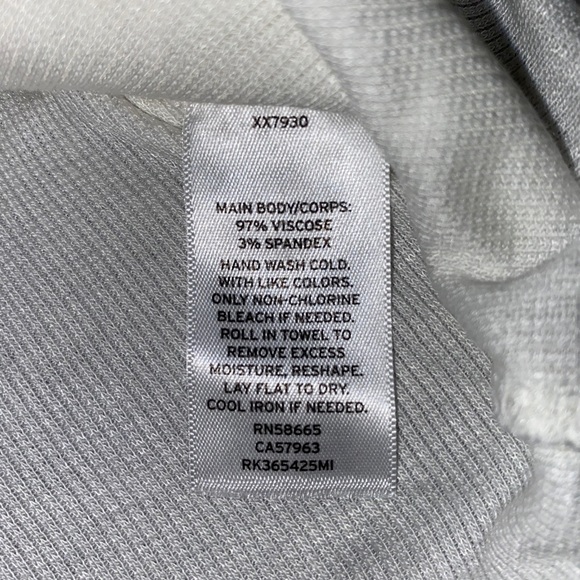 XX7930
MAIN BODY/CORPS:
97% VISCOSE
3% SPANDEX
HAND WASH COLD.
WITH LIKE COLORS.
ONLY NON-CHLORINE
BLEACH IF NEEDED.
ROLL IN TOWEL TO
REMOVE EXCESS
MOISTURE, RESHAPE.
LAY FLAT TO DRY.
COOL IRON IF NEEDED.
RN58665
CA57963
RK365425MI